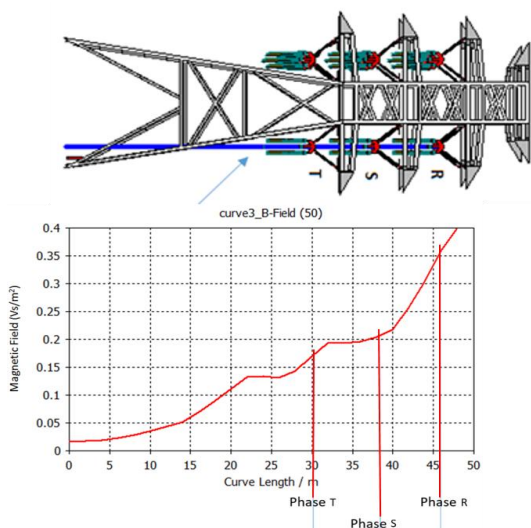 T S R
curve3_B-Field (50)
Magnetic Field (Vs/m²)
0.4
0.35
0.3
0.25
0.2
0.15
0.1
0.05
0
0 5 10 15 20 25 30 35 40 45 50
Curve Length / m
Phase T
Phase S
Phase R